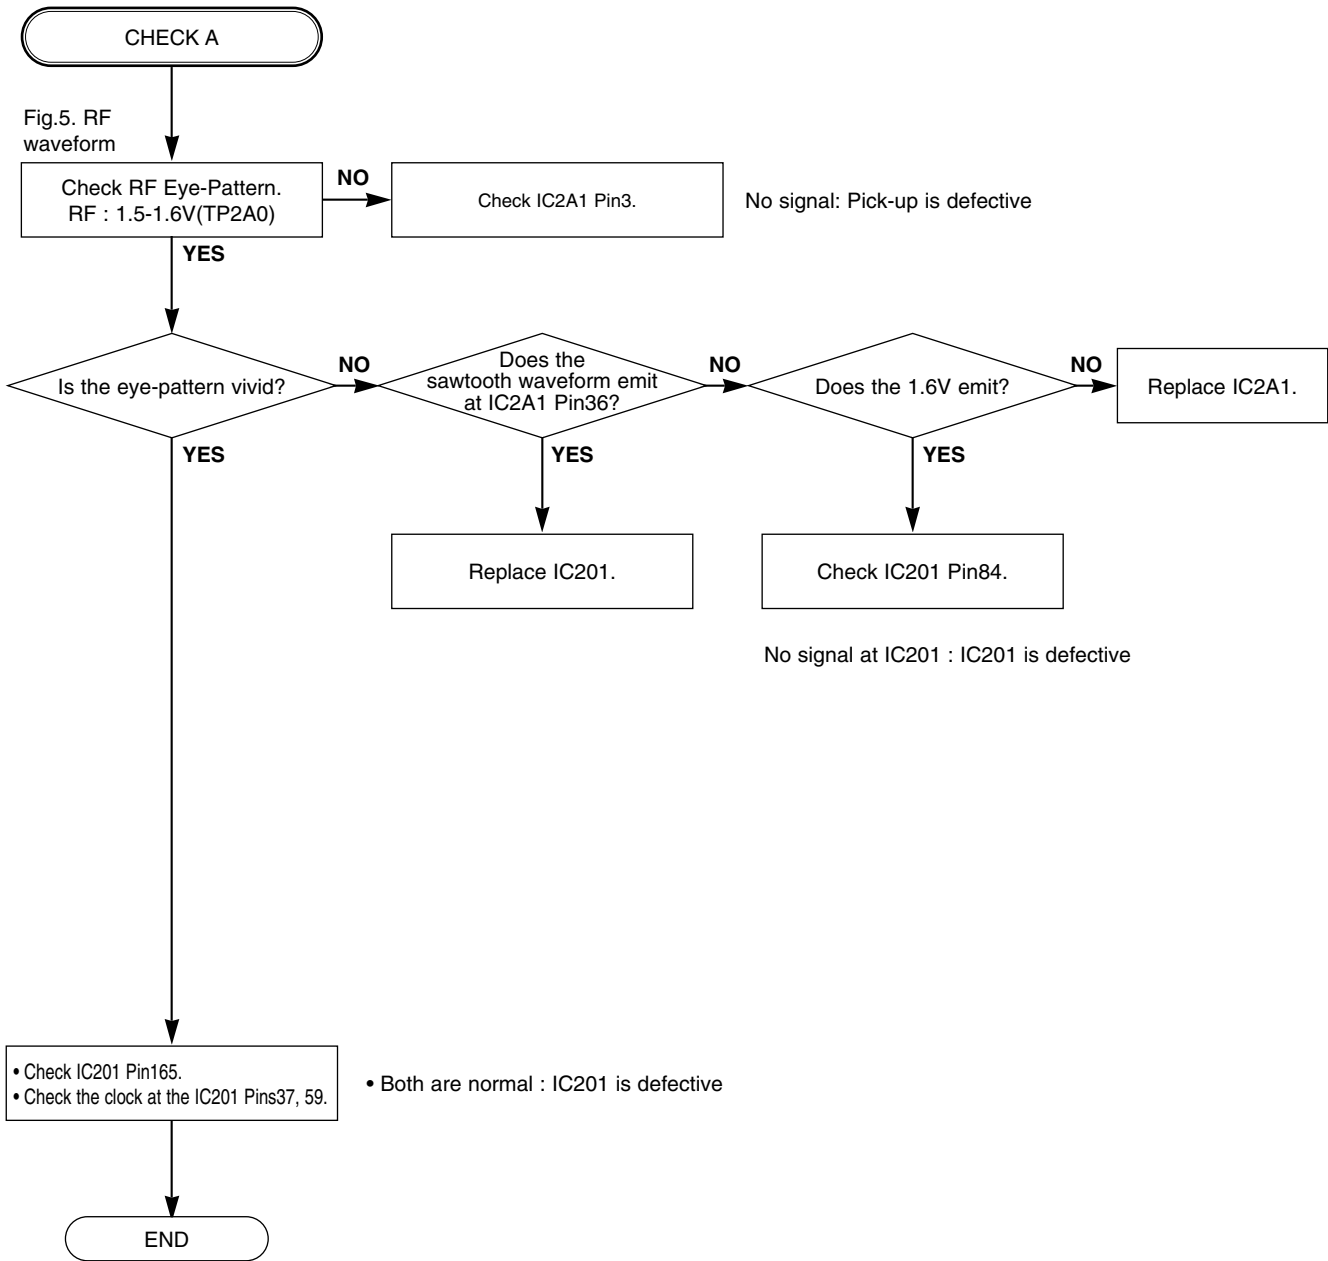 CHECK A
Fig.5. RF
waveform
Check RF Eye-Pattern.
RF : 1.5-1.6V(TP2A0)
NO
Check IC2A1 Pin3.
No signal: Pick-up is defective
YES
Is the eye-pattern vivid?
NO
Does the
sawtooth waveform emit
at IC2A1 Pin36?
NO
Does the 1.6V emit?
NO
Replace IC2A1.
YES
YES
YES
Replace IC201.
Check IC201 Pin84.
No signal at IC201 : IC201 is defective
• Check IC201 Pin165.
• Check the clock at the IC201 Pins37, 59.
• Both are normal : IC201 is defective
END